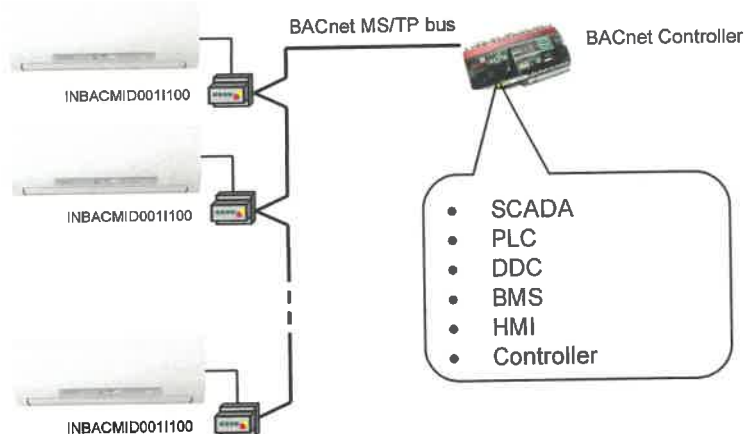 BACnet MS/TP bus
BACnet Controller
INBACMID001I100
INBACMID001I100
• SCADA
• PLC
• DDC
• BMS
• HMI
• Controller
INBACMID001I100